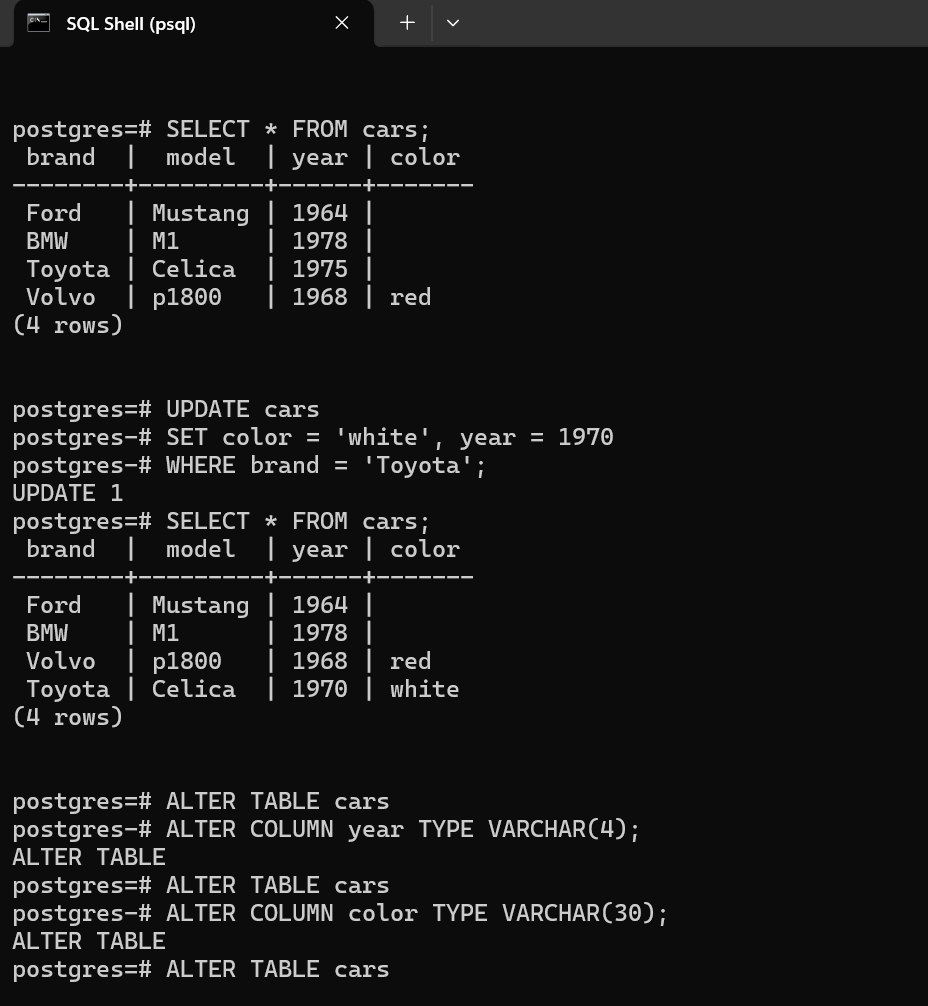 SQL Shell (psql)
postgres=# SELECT * FROM cars;
 brand  |  model  | year | color
--------+---------+------+-------
 Ford   | Mustang | 1964 |
 BMW    | M1      | 1978 |
 Toyota | Celica  | 1975 |
 Volvo  | p1800   | 1968 | red
(4 rows)
postgres=# UPDATE cars
postgres-# SET color = 'white', year = 1970
postgres-# WHERE brand = 'Toyota';
UPDATE 1
postgres=# SELECT * FROM cars;
 brand  |  model  | year | color
--------+---------+------+-------
 Ford   | Mustang | 1964 |
 BMW    | M1      | 1978 |
 Volvo  | p1800   | 1968 | red
 Toyota | Celica  | 1970 | white
(4 rows)
postgres=# ALTER TABLE cars
postgres-# ALTER COLUMN year TYPE VARCHAR(4);
ALTER TABLE
postgres=# ALTER TABLE cars
postgres-# ALTER COLUMN color TYPE VARCHAR(30);
ALTER TABLE
postgres=# ALTER TABLE cars